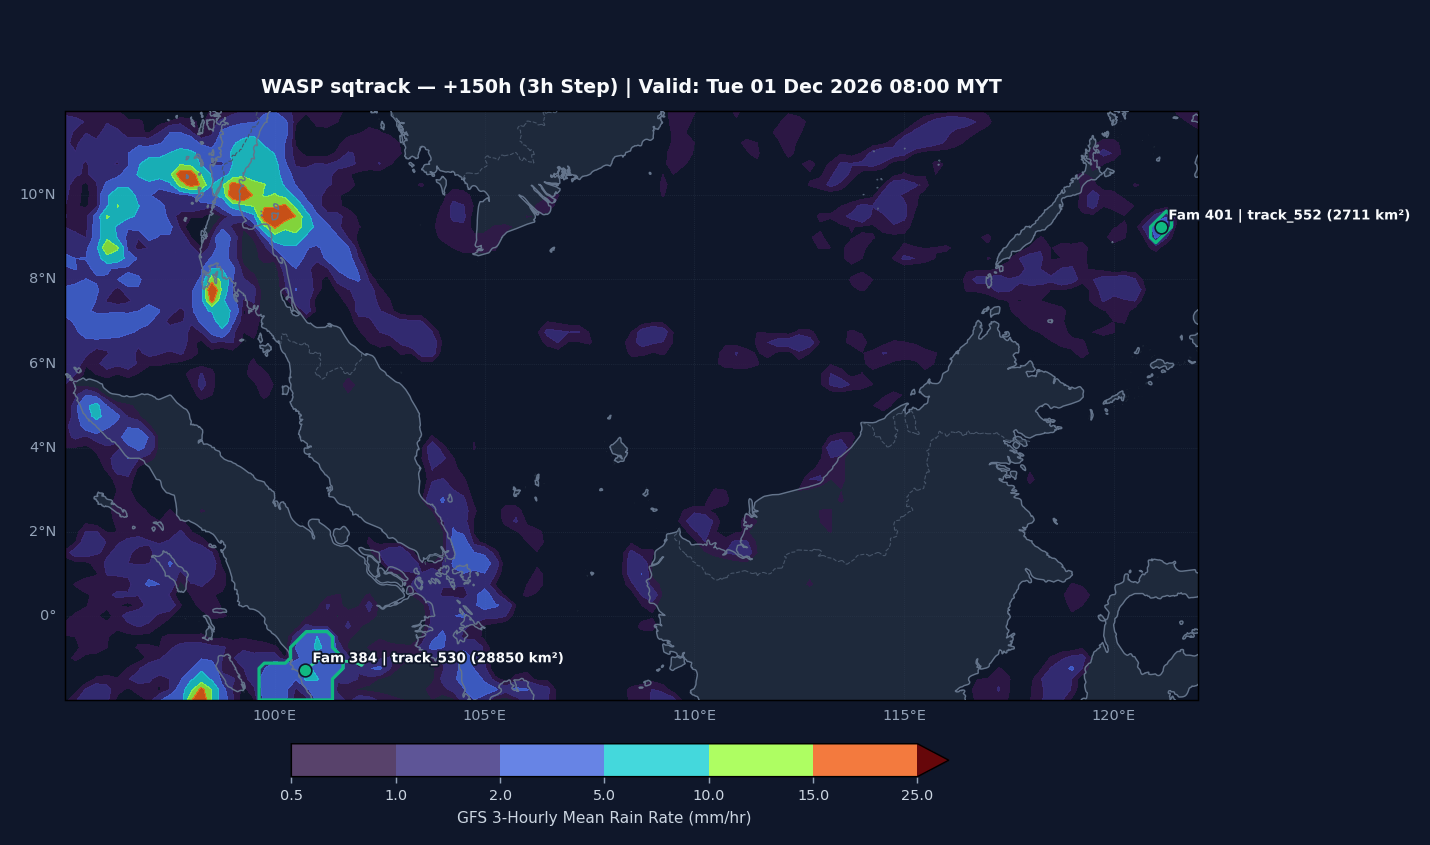 WASP sqtrack — +150h (3h Step) | Valid: Tue 01 Dec 2026 08:00 MYT
10°N
Fam 401 | track_552 (2711 km²)
8°N
6°N
4°N
2°N
0°
Fam 384 | track_530 (28850 km²)
100°E 105°E 110°E 115°E 120°E
0.5 1.0 2.0 5.0 10.0 15.0 25.0
GFS 3-Hourly Mean Rain Rate (mm/hr)